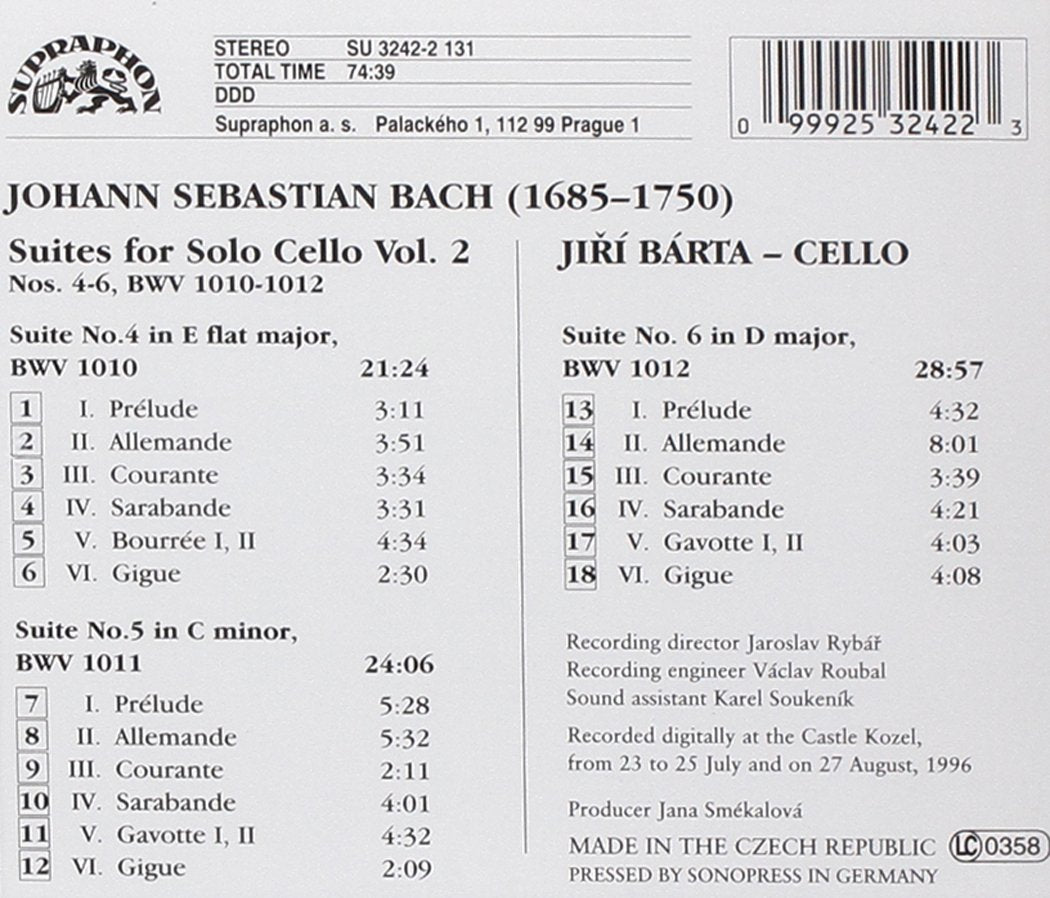 SUPRAPHON
STEREO SU 3242-2 131
TOTAL TIME 74:39
DDD
Supraphon a. s. Palackého 1, 112 99 Prague 1
0 99925 32422 3
JOHANN SEBASTIAN BACH (1685–1750)
Suites for Solo Cello Vol. 2
Nos. 4-6, BWV 1010-1012
Suite No.4 in E flat major,
BWV 1010 21:24
1 I. Prélude 3:11
2 II. Allemande 3:51
3 III. Courante 3:34
4 IV. Sarabande 3:31
5 V. Bourrée I, II 4:34
6 VI. Gigue 2:30
Suite No.5 in C minor,
BWV 1011 24:06
7 I. Prélude 5:28
8 II. Allemande 5:32
9 III. Courante 2:11
10 IV. Sarabande 4:01
11 V. Gavotte I, II 4:32
12 VI. Gigue 2:09
JIŘÍ BÁRTA – CELLO
Suite No. 6 in D major,
BWV 1012 28:57
13 I. Prélude 4:32
14 II. Allemande 8:01
15 III. Courante 3:39
16 IV. Sarabande 4:21
17 V. Gavotte I, II 4:03
18 VI. Gigue 4:08
Recording director Jaroslav Rybář
Recording engineer Václav Roubal
Sound assistant Karel Soukeník
Recorded digitally at the Castle Kozel,
from 23 to 25 July and on 27 August, 1996
Producer Jana Smékalová
MADE IN THE CZECH REPUBLIC LC 0358
PRESSED BY SONOPRESS IN GERMANY